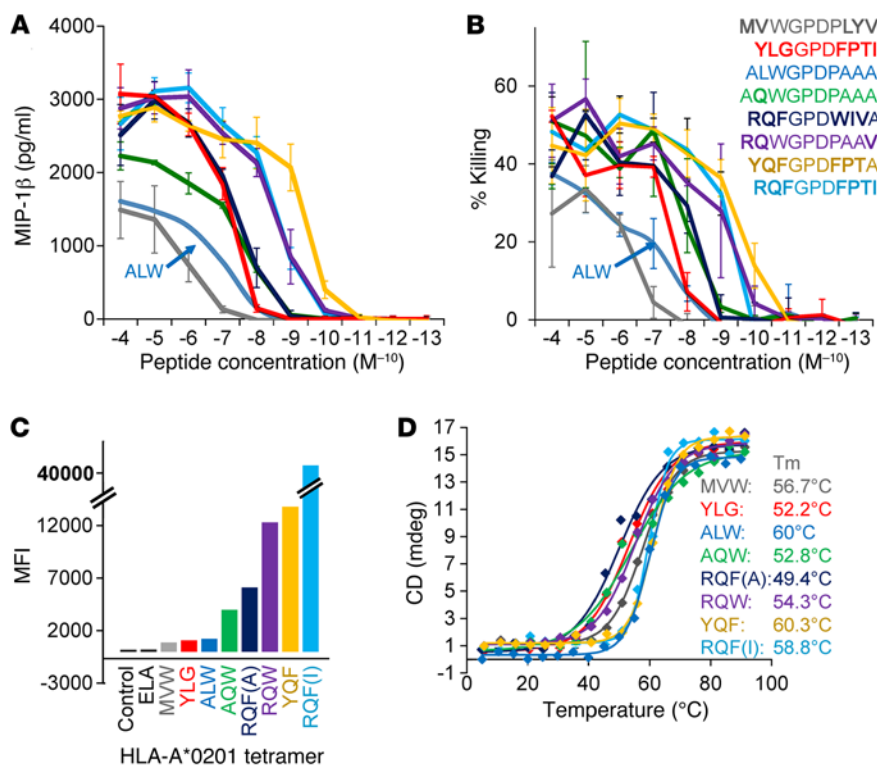 A
MIP-1β (pg/ml)
4000
3000
2000
1000
0
ALW
-4 -5 -6 -7 -8 -9 -10 -11 -12 -13
Peptide concentration (M⁻¹⁰)
B
% Killing
60
40
20
0
ALW
-4 -5 -6 -7 -8 -9 -10 -11 -12 -13
Peptide concentration (M⁻¹⁰)
MVWGPDPLYV
YLGGPDFPTI
ALWGPDPAAA
AQWGPDPAAA
RQFGPDWIVA
RQWGPDPAAV
YQFGPDFPTA
RQFGPDFPTI
C
MFI
40000
12000
7000
2000
-3000
Control ELA MVW YLG ALW AQW RQF(A) RQW YQF RQF(I)
HLA-A*0201 tetramer
D
CD (mdeg)
17
15
13
11
9
7
5
3
1
-1
0 20 40 60 80 100
Temperature (°C)
Tm
MVW: 56.7°C
YLG: 52.2°C
ALW: 60°C
AQW: 52.8°C
RQF(A): 49.4°C
RQW: 54.3°C
YQF: 60.3°C
RQF(I): 58.8°C